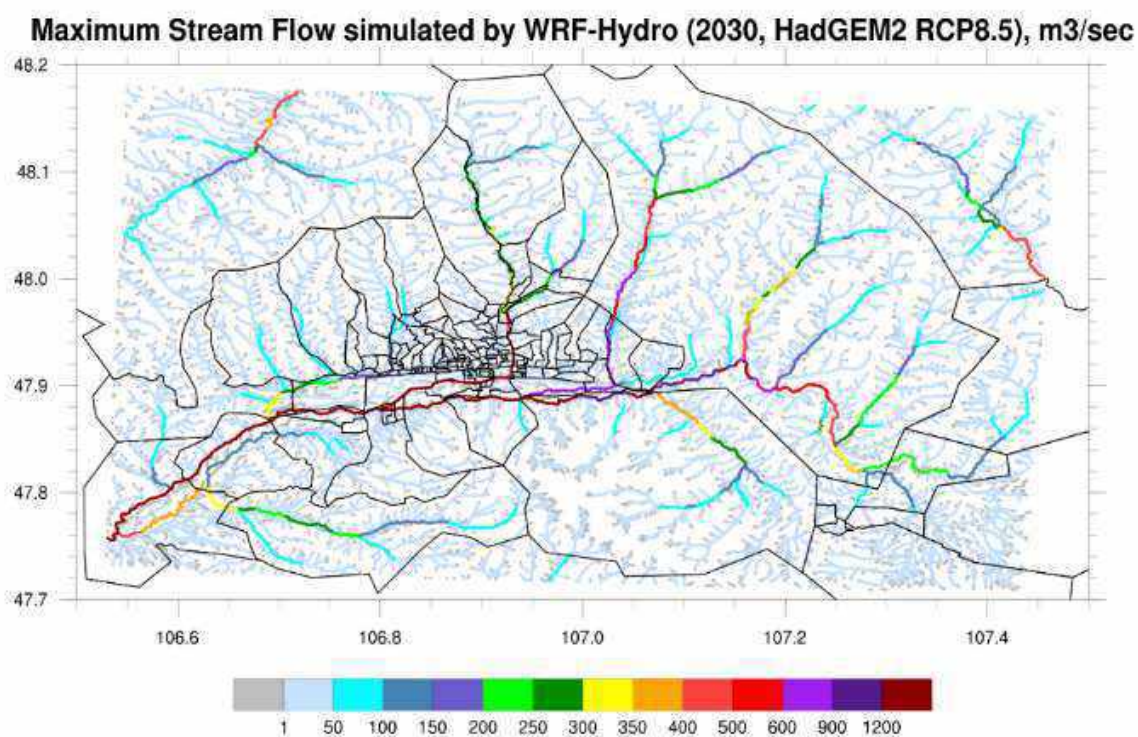 Maximum Stream Flow simulated by WRF-Hydro (2030, HadGEM2 RCP8.5), m3/sec
48.2
48.1
48.0
47.9
47.8
47.7
106.6 106.8 107.0 107.2 107.4
1 50 100 150 200 250 300 350 400 500 600 900 1200